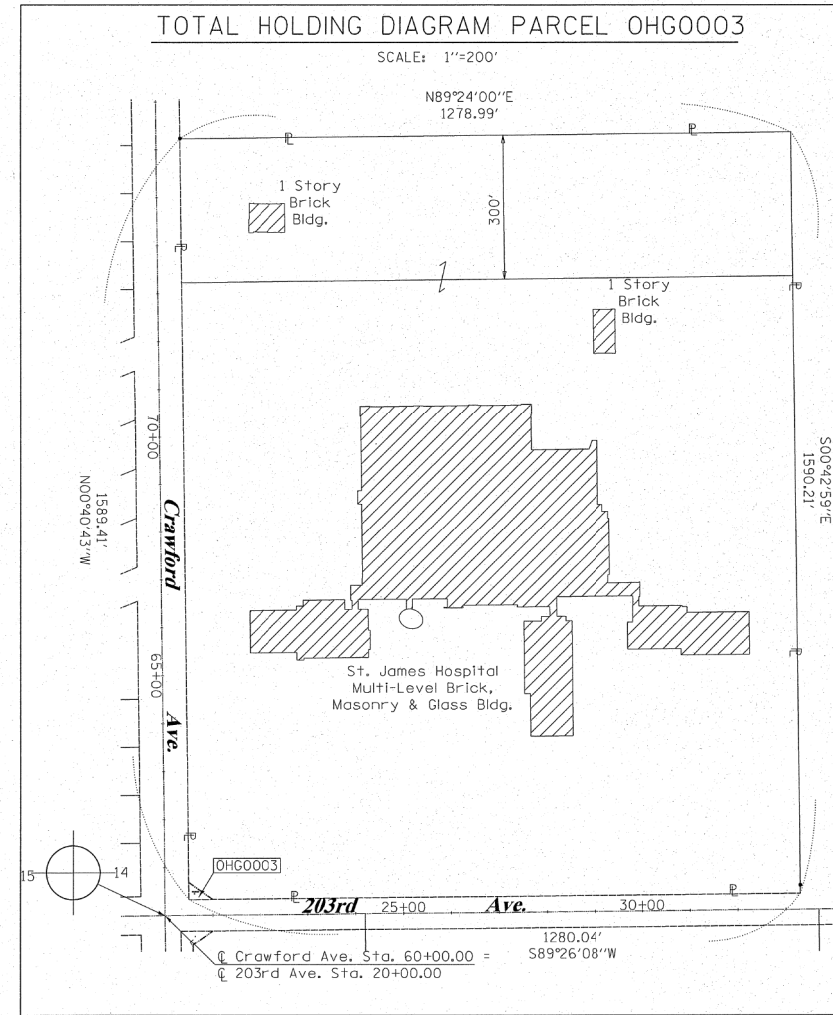 TOTAL HOLDING DIAGRAM PARCEL OHG0003
SCALE: 1''=200'
N89°24'00''E
1278.99'
1 Story
Brick
Bldg.
300'
1 Story
Brick
Bldg.
S00°42'59''E
1590.21'
70+00
1589.41'
N00°40'43''W
Crawford Ave.
65+00
St. James Hospital
Multi-Level Brick,
Masonry & Glass Bldg.
OHG0003
15
14
203rd Ave.
25+00
30+00
1280.04'
S89°26'08''W
℄ Crawford Ave. Sta. 60+00.00 =
℄ 203rd Ave. Sta. 20+00.00